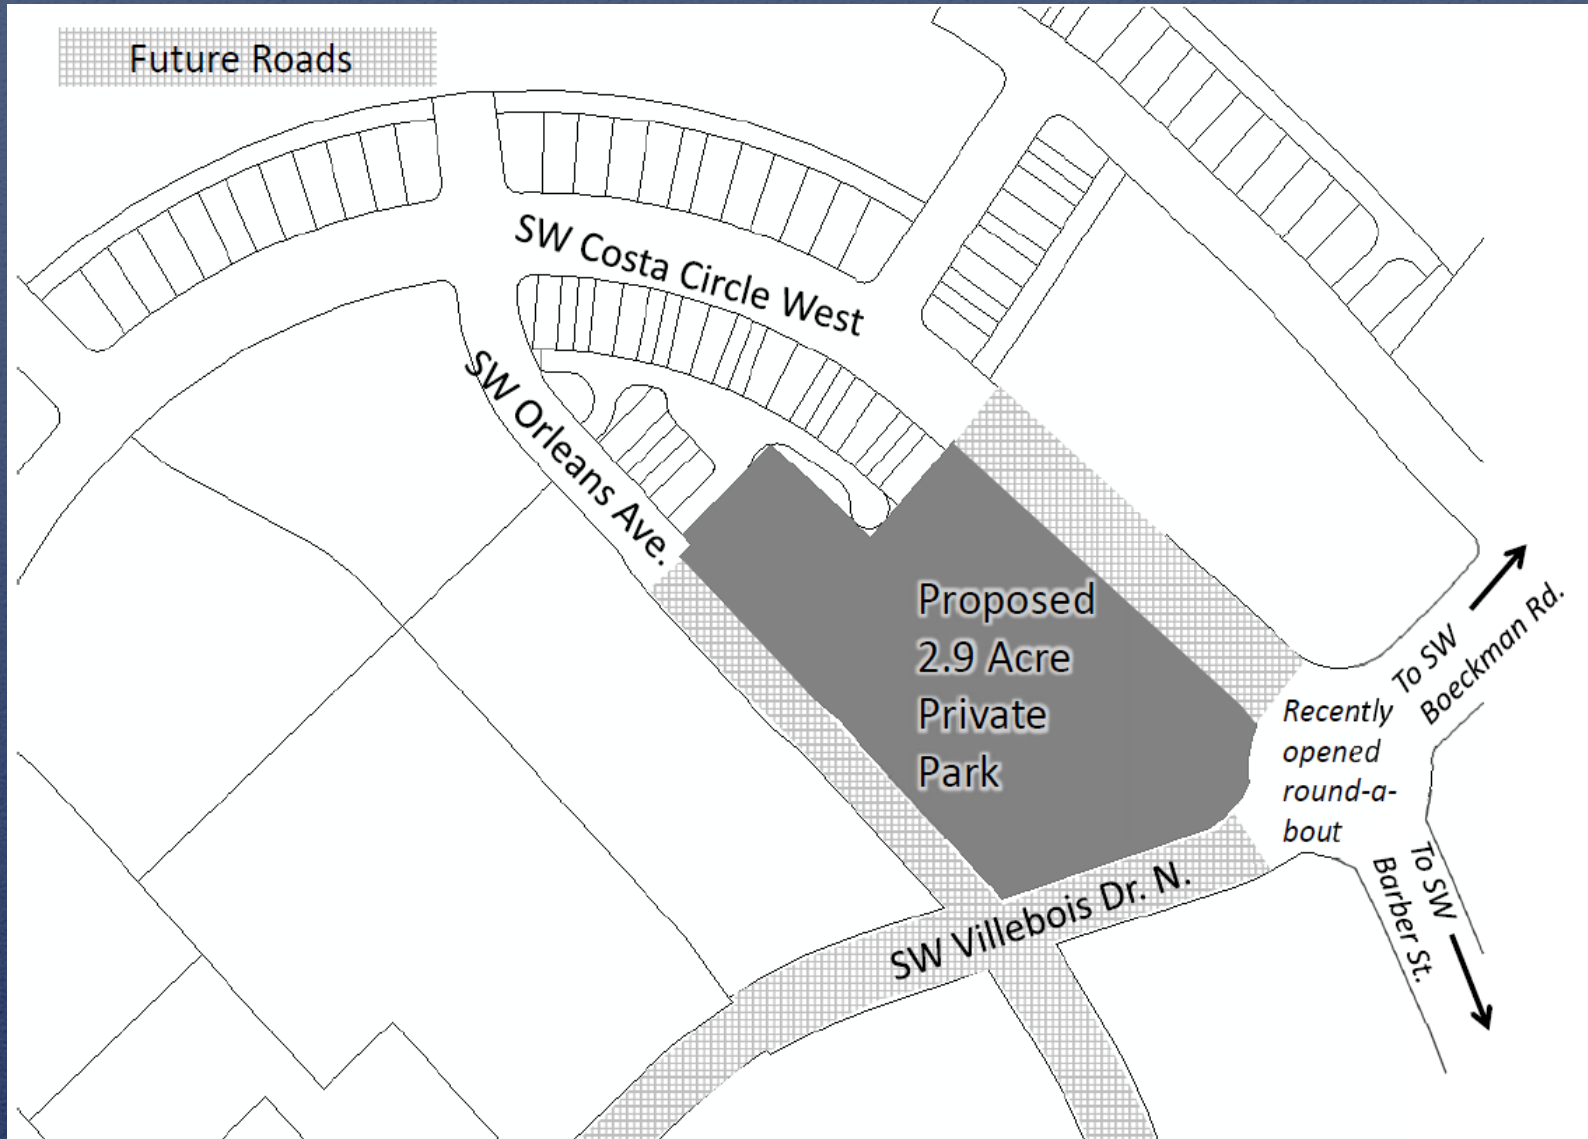 Future Roads
SW Costa Circle West
SW Orleans Ave.
Proposed
2.9 Acre
Private
Park
To SW
Boeckman Rd.
Recently
opened
round-a-
bout
To SW
Barber St.
SW Villebois Dr. N.